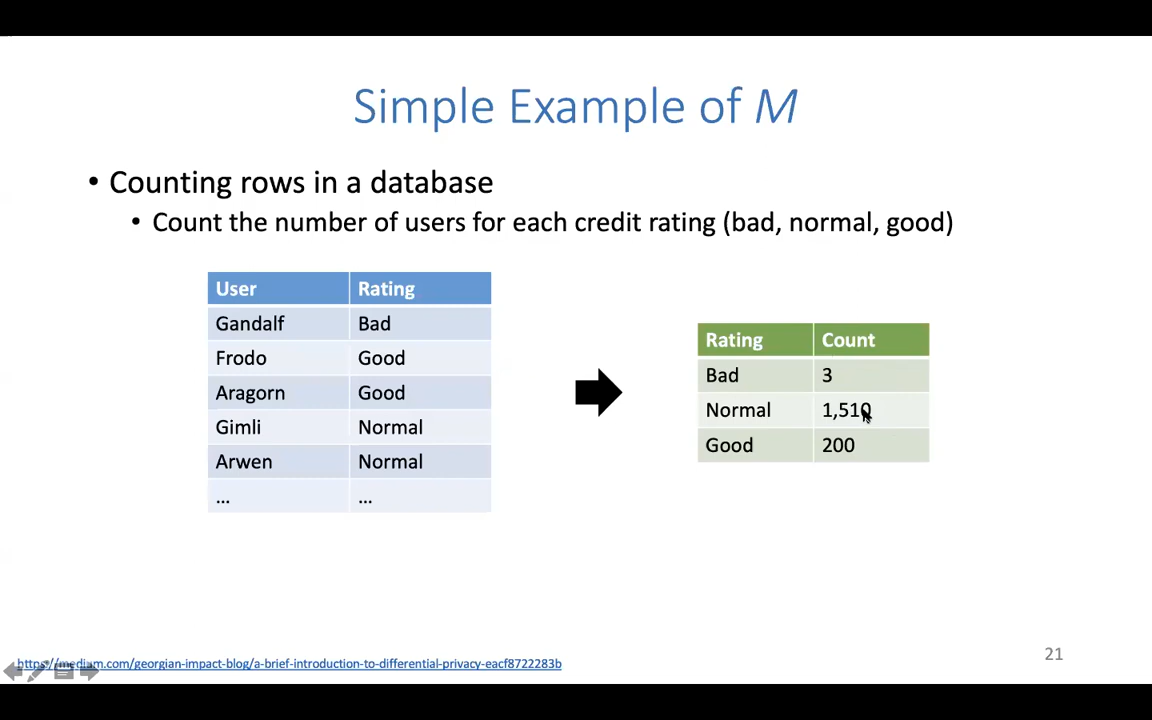 Simple Example of M
• Counting rows in a database
• Count the number of users for each credit rating (bad, normal, good)
User Rating
Gandalf Bad
Frodo Good
Aragorn Good
Gimli Normal
Arwen Normal
... ...
Rating Count
Bad 3
Normal 1,510
Good 200
https://medium.com/georgian-impact-blog/a-brief-introduction-to-differential-privacy-eacf8722283b
21